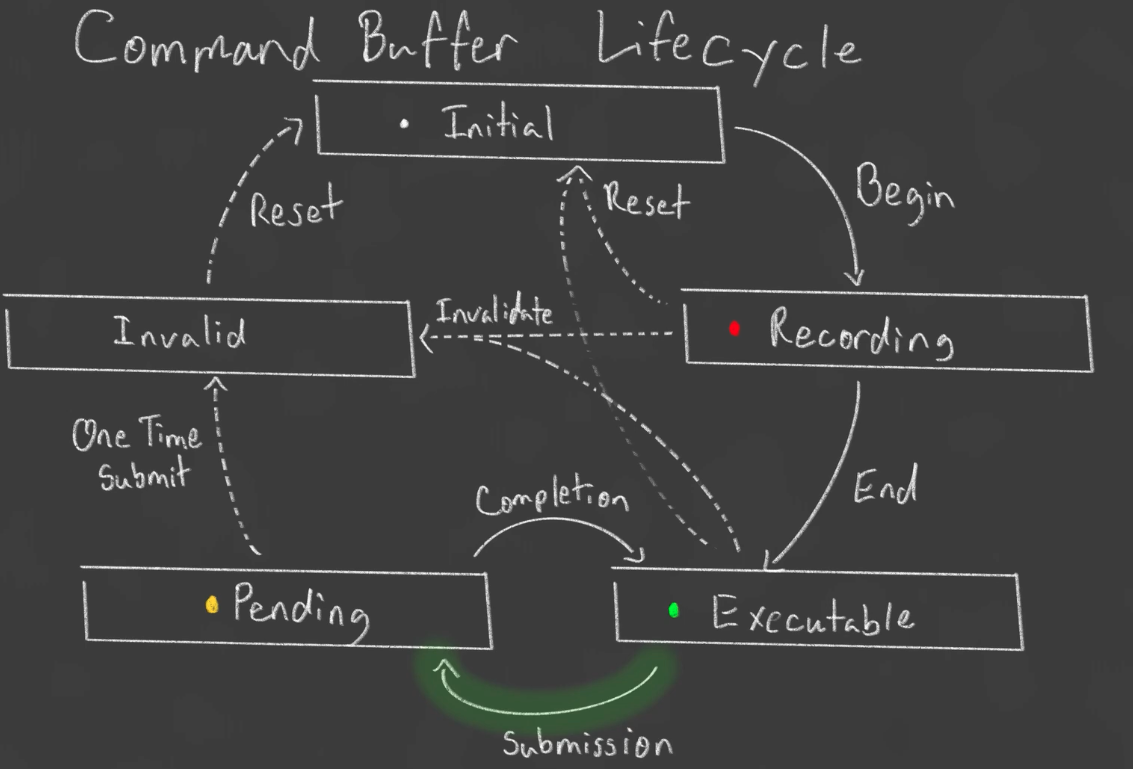 Command Buffer Lifecycle
Initial
Begin
Reset
Reset
Invalidate
Invalid
Recording
One Time
Submit
Completion
End
Pending
Executable
Submission